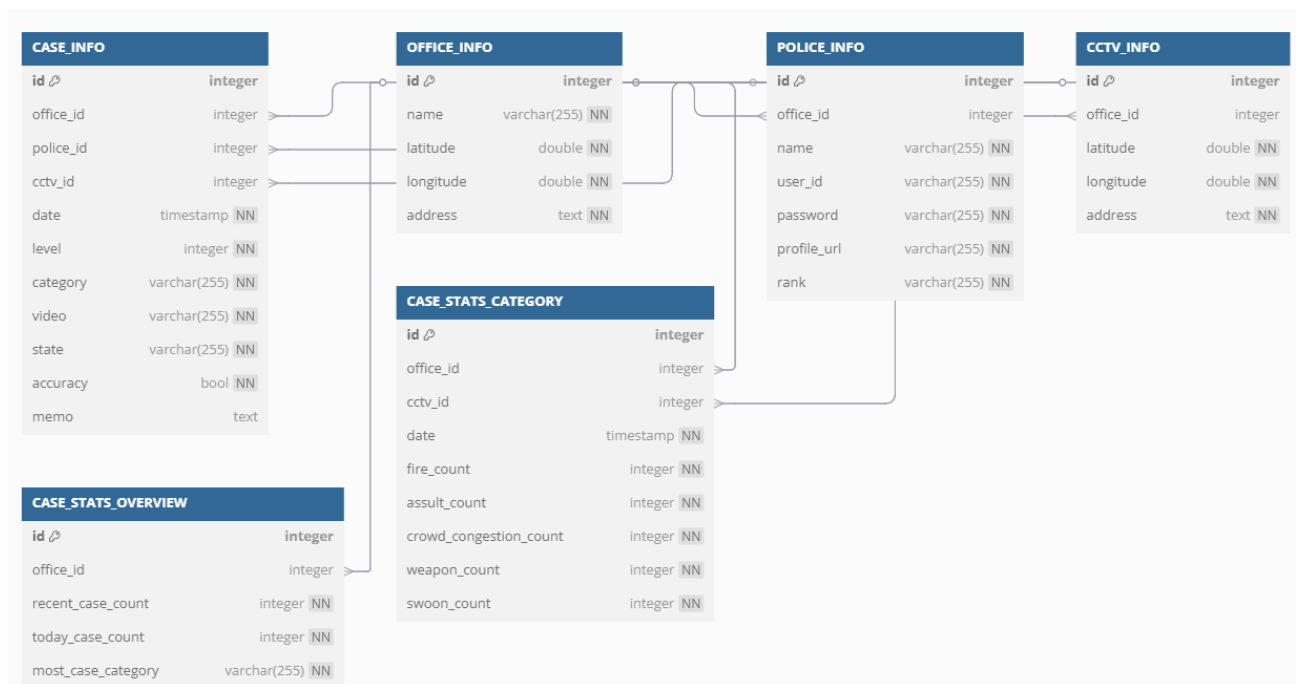 CASE_INFO
id integer
office_id integer
police_id integer
cctv_id integer
date timestamp NN
level integer NN
category varchar(255) NN
video varchar(255) NN
state varchar(255) NN
accuracy bool NN
memo text
OFFICE_INFO
id integer
name varchar(255) NN
latitude double NN
longitude double NN
address text NN
POLICE_INFO
id integer
office_id integer
name varchar(255) NN
user_id varchar(255) NN
password varchar(255) NN
profile_url varchar(255) NN
rank varchar(255) NN
CCTV_INFO
id integer
office_id integer
latitude double NN
longitude double NN
address text NN
CASE_STATS_CATEGORY
id integer
office_id integer
cctv_id integer
date timestamp NN
fire_count integer NN
assult_count integer NN
crowd_congestion_count integer NN
weapon_count integer NN
swoon_count integer NN
CASE_STATS_OVERVIEW
id integer
office_id integer
recent_case_count integer NN
today_case_count integer NN
most_case_category varchar(255) NN